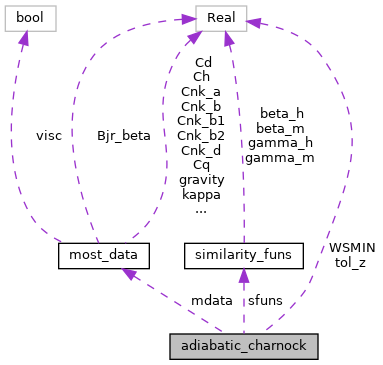 bool
Real
visc
Bjr_beta
Cd
Ch
Cnk_a
Cnk_b
Cnk_b1
Cnk_b2
Cnk_d
Cq
gravity
kappa
...
beta_h
beta_m
gamma_h
gamma_m
most_data
similarity_funs
WSMIN
tol_z
mdata
sfuns
adiabatic_charnock